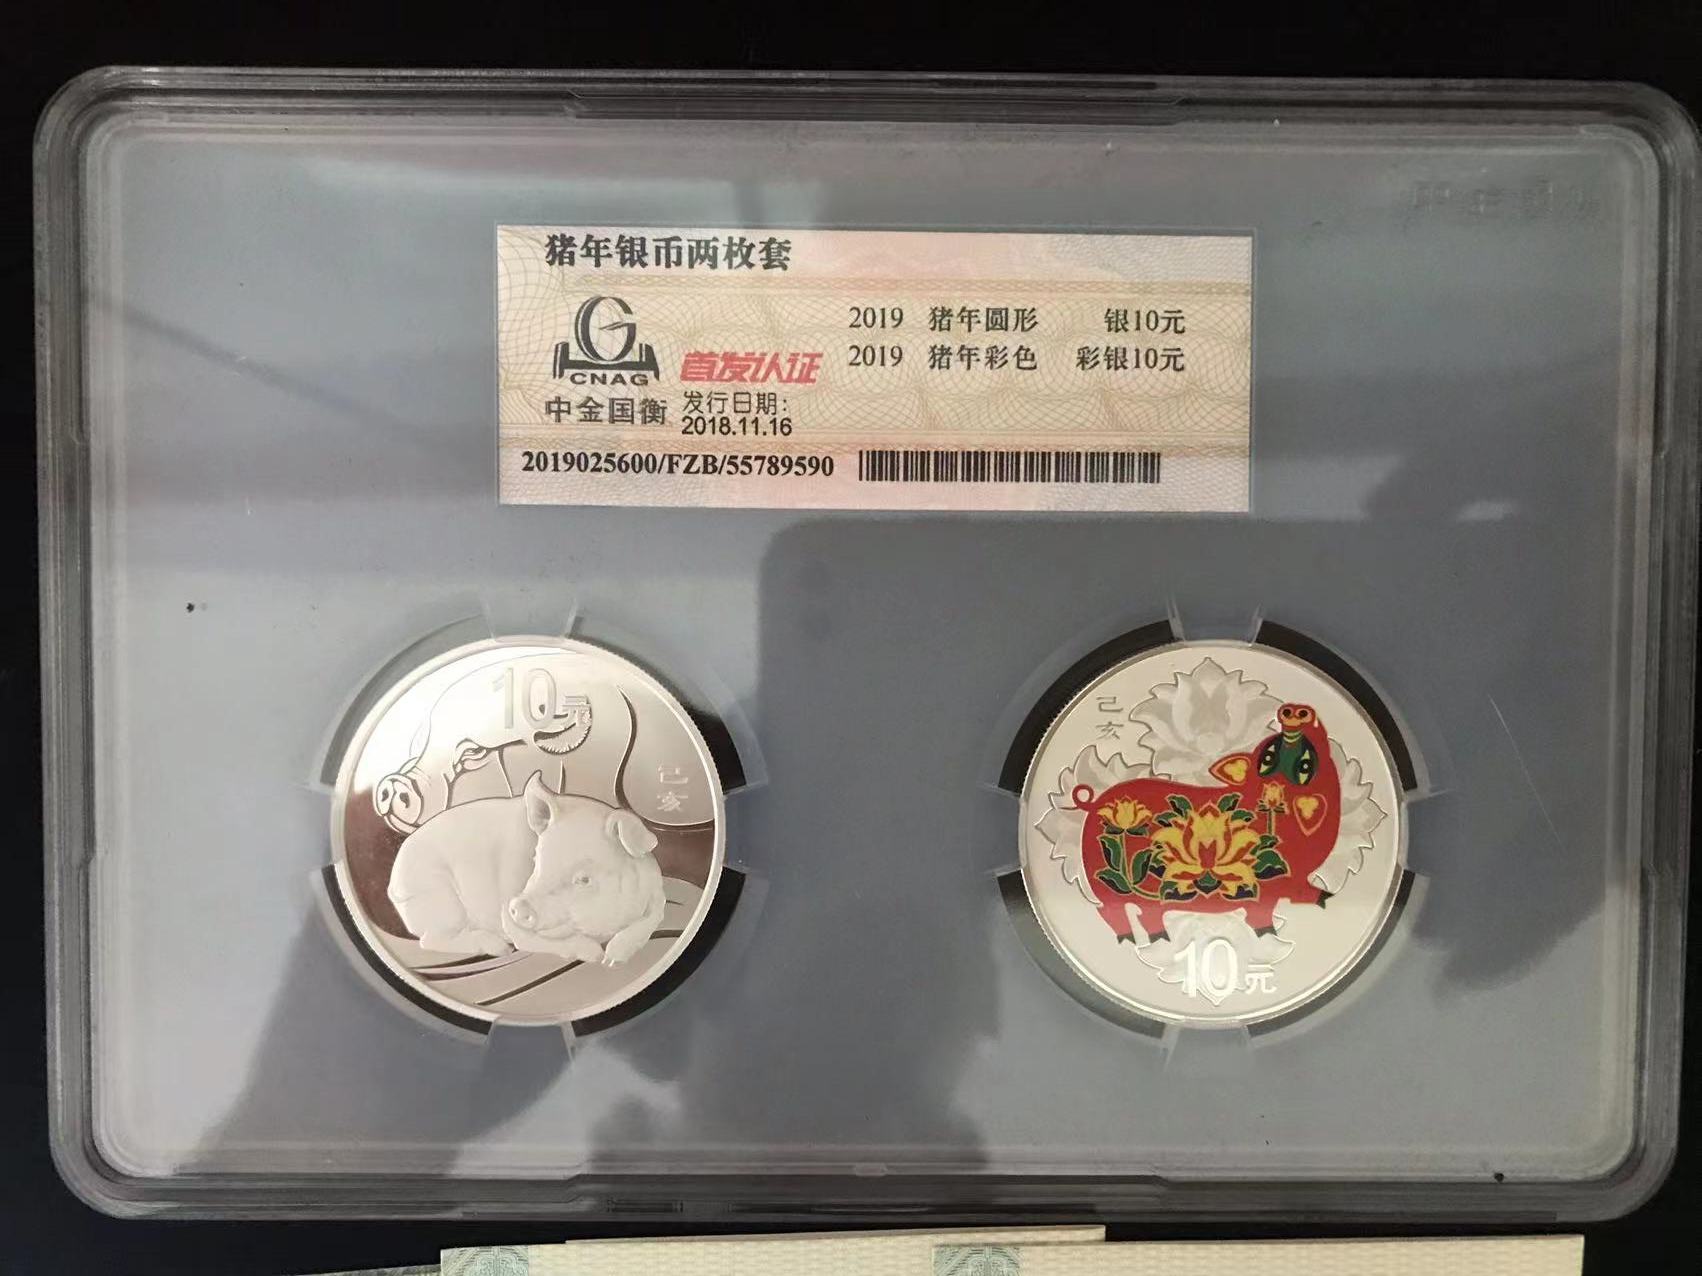 猪年银币两枚套
CNAG
中金国衡
首发认证
发行日期:
2018.11.16
2019 猪年圆形 银10元
2019 猪年彩色 彩银10元
2019025600/FZB/55789590
10元
己亥
己亥
10元